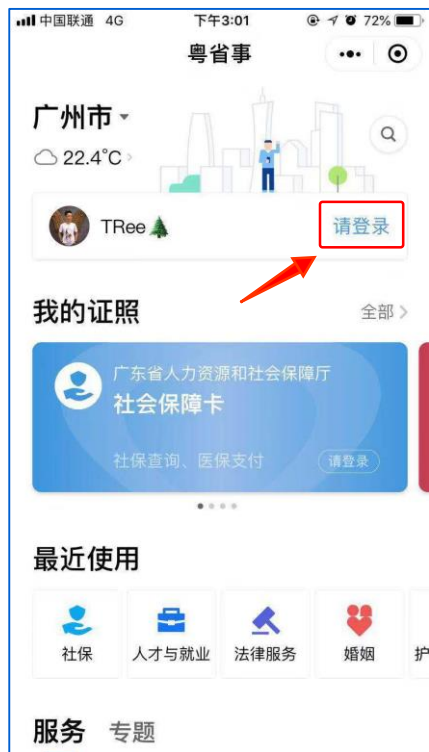 中国联通 4G 下午3:01 72%
粤省事
广州市
22.4°C
TRee🌲 请登录
我的证照 全部
广东省人力资源和社会保障厅
社会保障卡
社保查询、医保支付 请登录
最近使用
社保 人才与就业 法律服务 婚姻 护
服务 专题